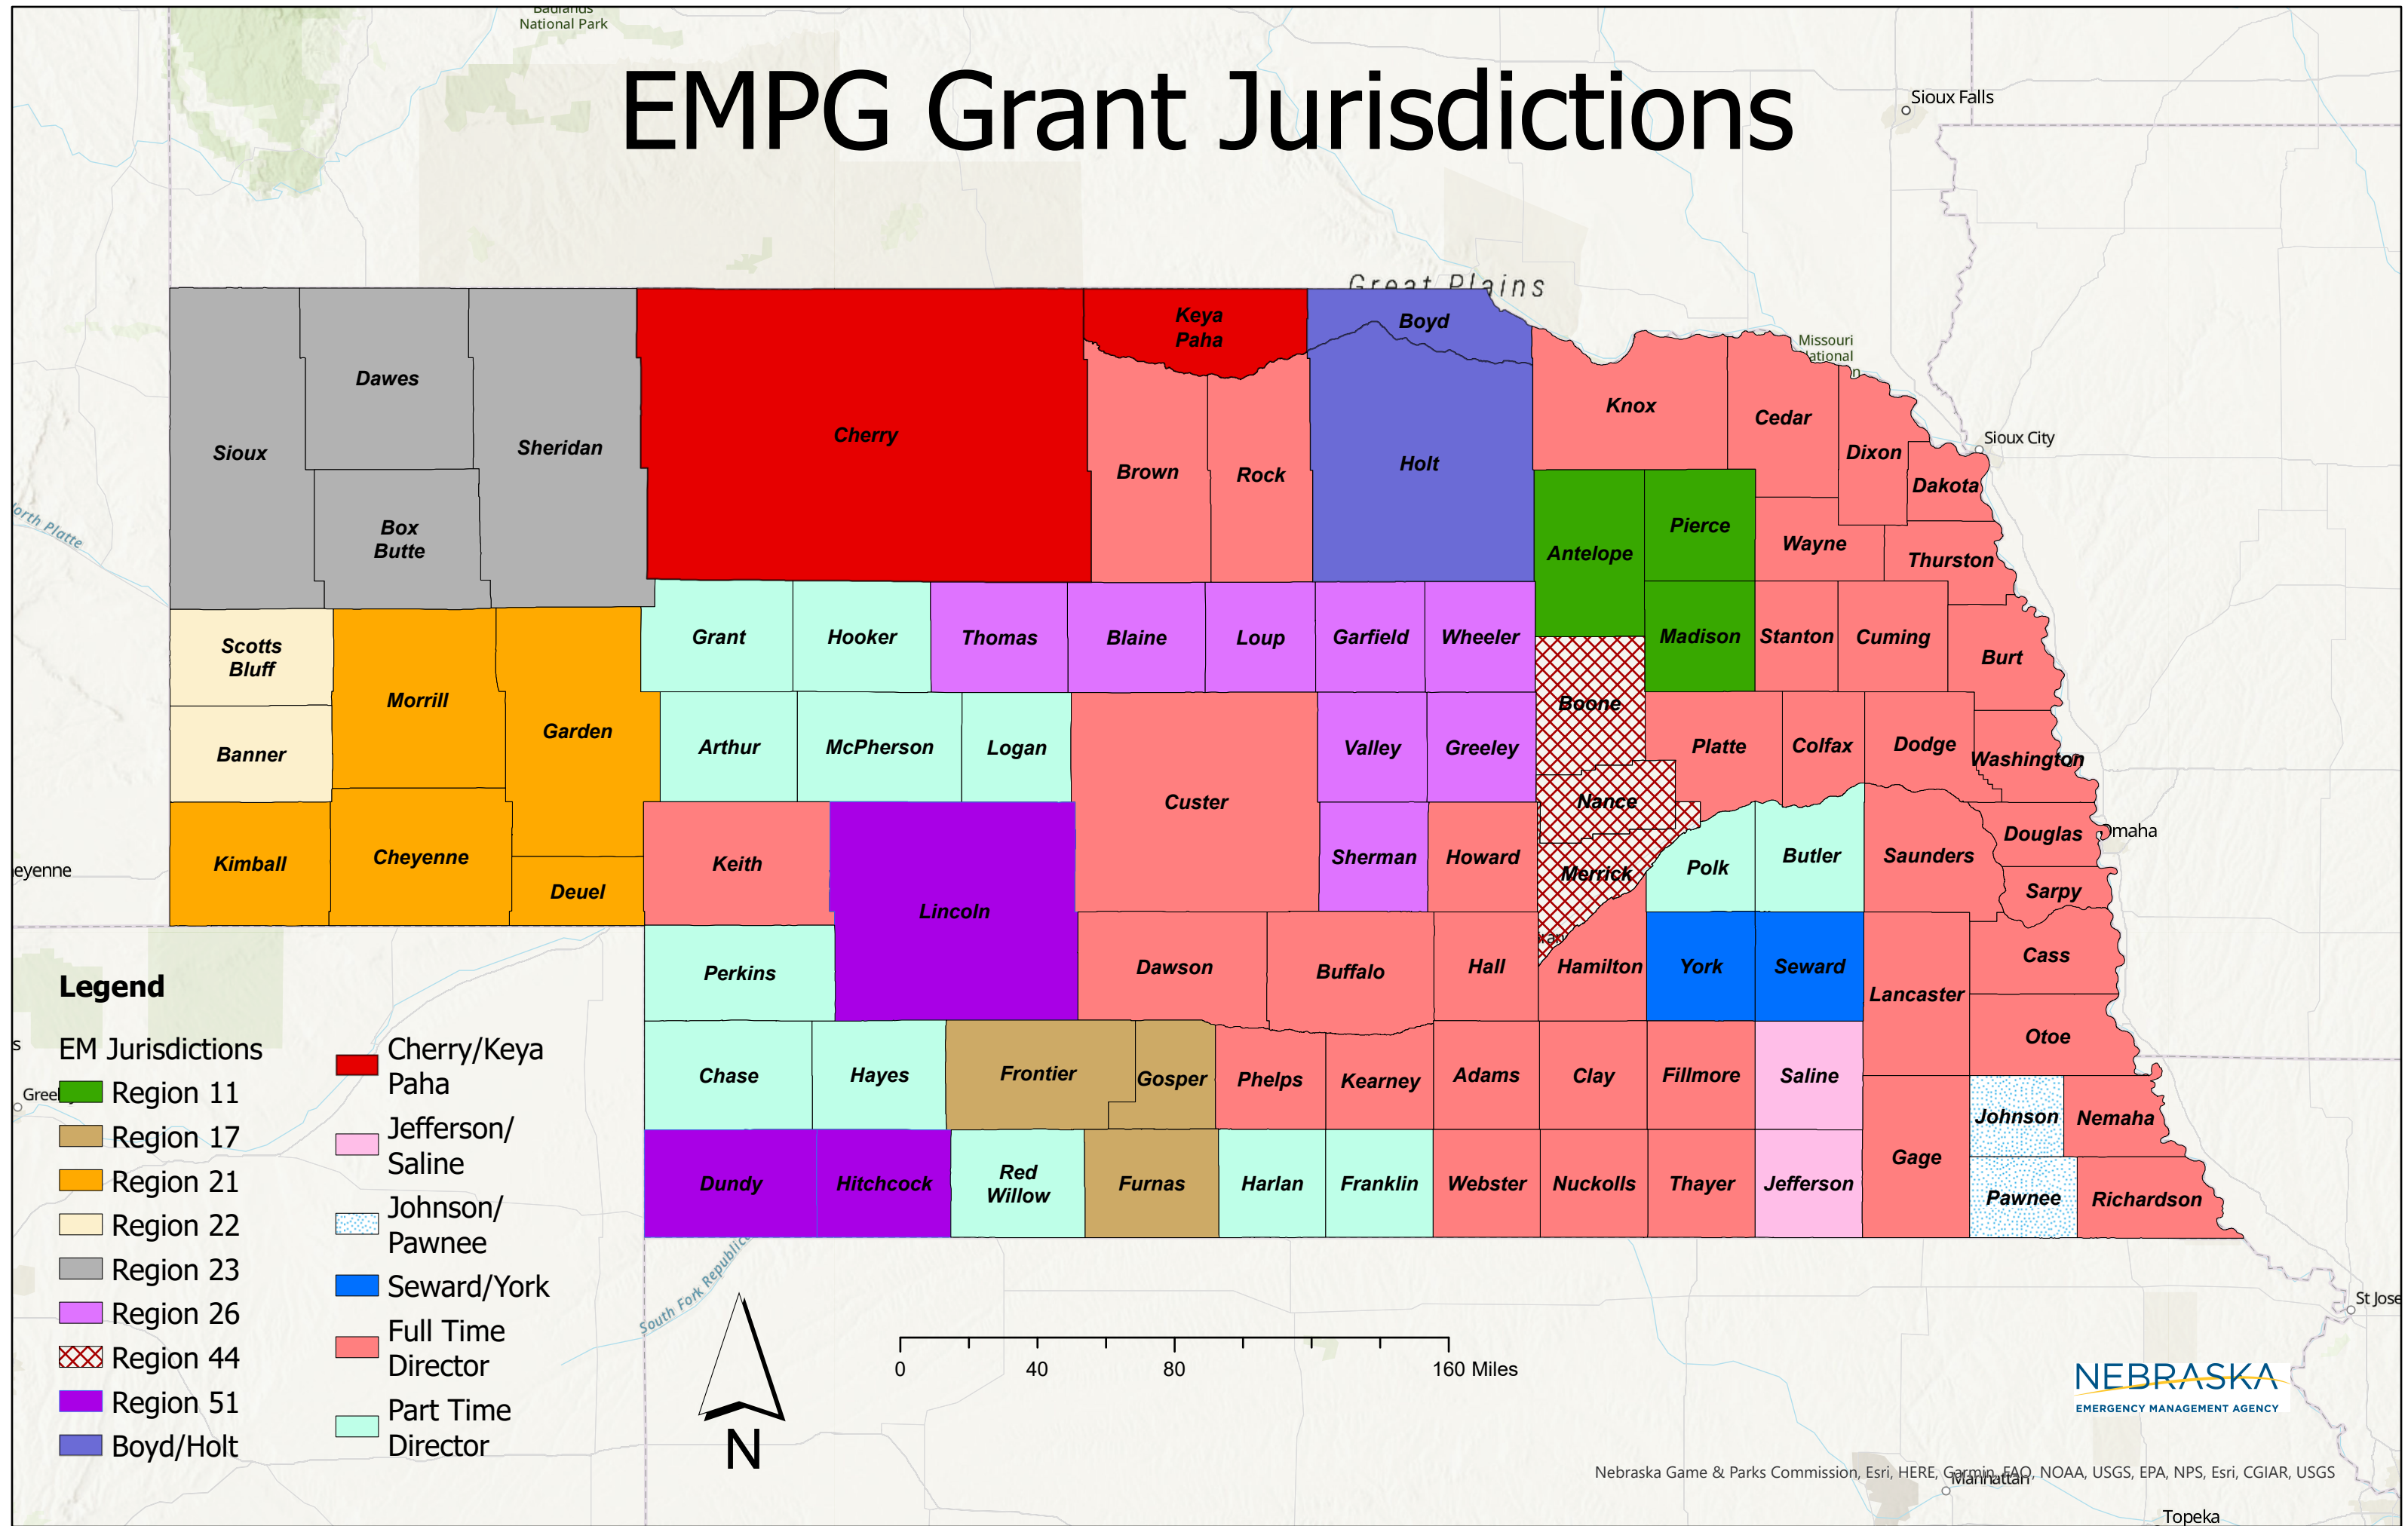 National Park
EMPG Grant Jurisdictions
Sioux Falls
Great Plains
Missouri
Sioux City
Keya
Paha
Boyd
Dawes
Sioux
Sheridan
Cherry
Brown
Rock
Holt
Knox
Cedar
Dixon
Dakota
Box
Butte
Antelope
Pierce
Wayne
Thurston
Platte
Scotts
Bluff
Morrill
Garden
Grant
Hooker
Thomas
Blaine
Loup
Garfield
Wheeler
Madison
Stanton
Cuming
Burt
Banner
Arthur
McPherson
Logan
Custer
Valley
Greeley
Boone
Platte
Colfax
Dodge
Washington
Nance
Kimball
Cheyenne
Deuel
Keith
Lincoln
Sherman
Howard
Merrick
Polk
Butler
Saunders
Douglas
Omaha
Sarpy
Perkins
Dawson
Buffalo
Hall
Hamilton
York
Seward
Lancaster
Cass
Otoe
Chase
Hayes
Frontier
Gosper
Phelps
Kearney
Adams
Clay
Fillmore
Saline
Johnson
Nemaha
Dundy
Hitchcock
Red
Willow
Furnas
Harlan
Franklin
Webster
Nuckolls
Thayer
Jefferson
Gage
Pawnee
Richardson
Legend
EM Jurisdictions
Region 11
Region 17
Region 21
Region 22
Region 23
Region 26
Region 44
Region 51
Boyd/Holt
Cherry/Keya
Paha
Jefferson/
Saline
Johnson/
Pawnee
Seward/York
Full Time
Director
Part Time
Director
South Fork Republica
N
0 40 80 160 Miles
St Jose
NEBRASKA
EMERGENCY MANAGEMENT AGENCY
Nebraska Game & Parks Commission, Esri, HERE, Garmin, FAO, NOAA, USGS, EPA, NPS, Esri, CGIAR, USGS
Manhattan
Topeka